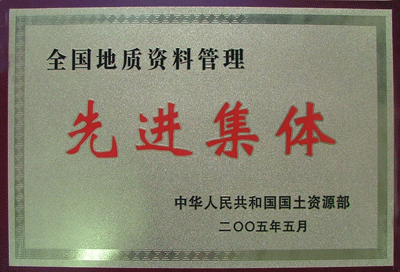 全国地质资料管理
先进集体
中华人民共和国国土资源部
二〇〇五年五月